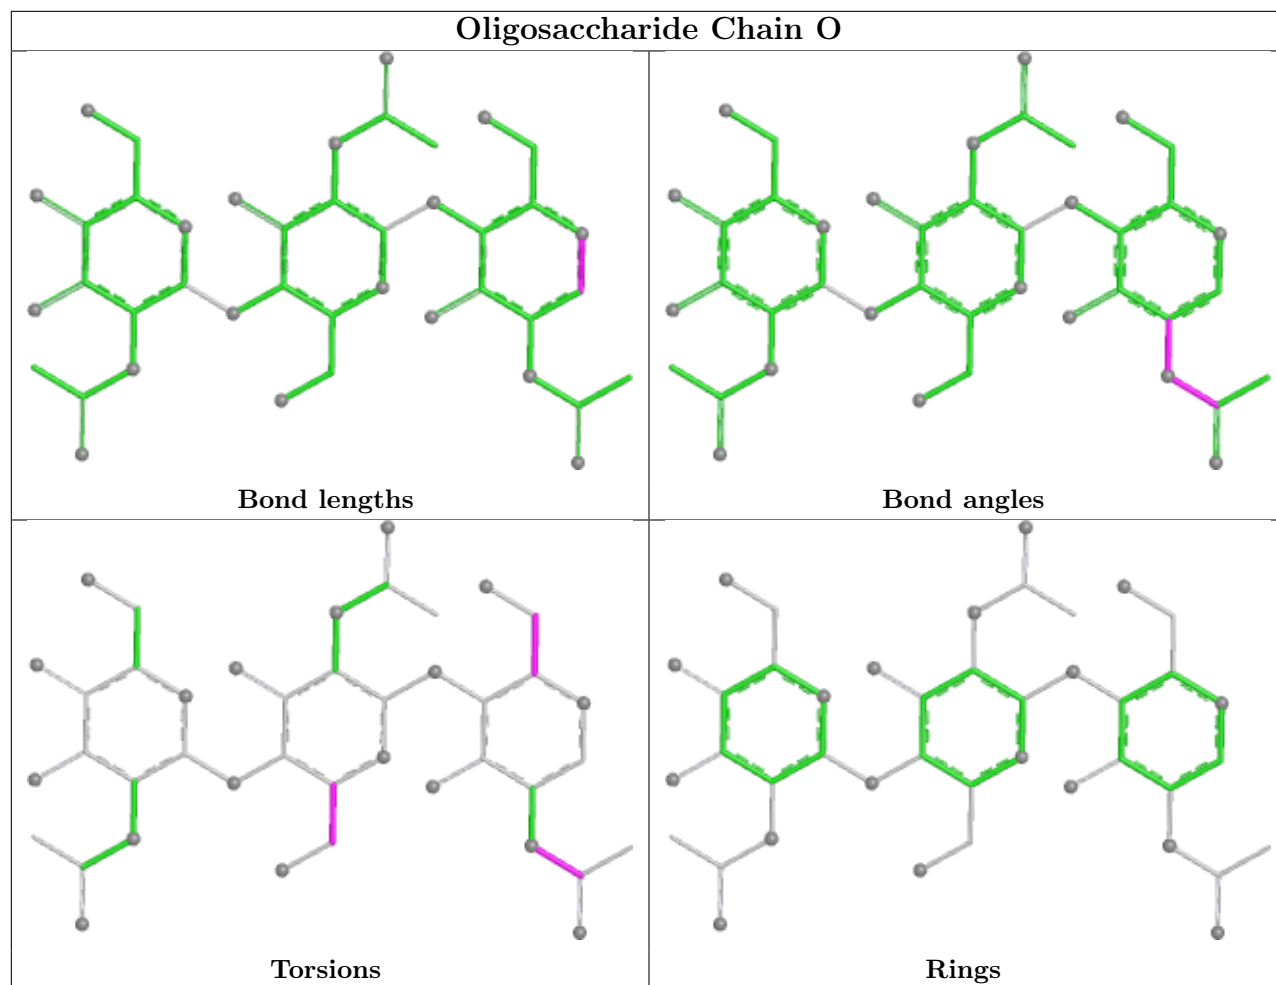 Oligosaccharide Chain O
Bond lengths
Bond angles
Torsions
Rings